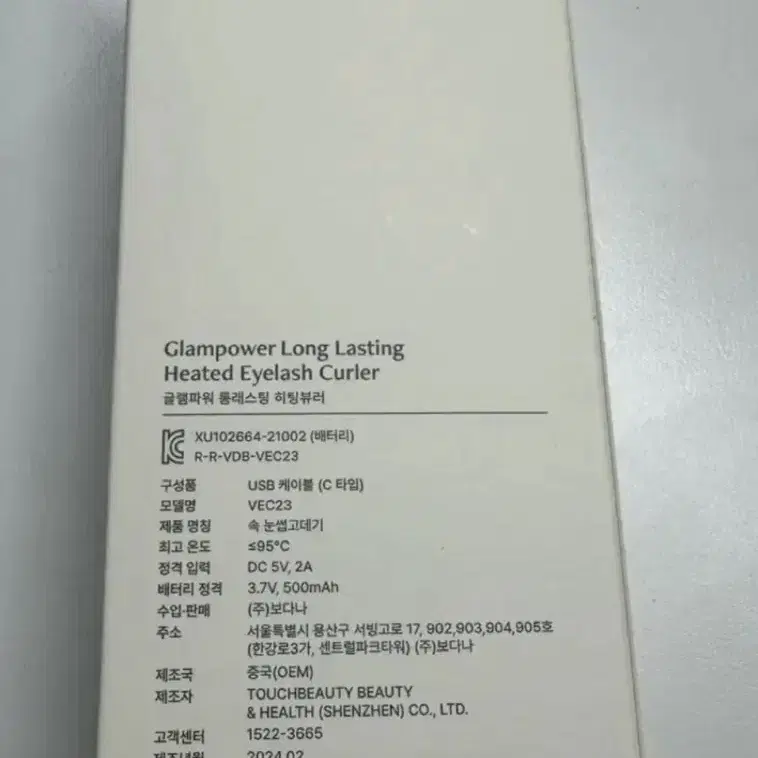 Glampower Long Lasting
Heated Eyelash Curler
글램파워 롱래스팅 히팅뷰러
XU102664-21002 (배터리)
R-R-VDB-VEC23
구성품 USB 케이블 (C 타입)
모델명 VEC23
제품 명칭 속 눈썹고데기
최고 온도 ≤95°C
정격 입력 DC 5V, 2A
배터리 정격 3.7V, 500mAh
수입·판매 (주)보다나
주소 서울특별시 용산구 서빙고로 17, 902,903,904,905호
(한강로3가, 센트럴파크타워) (주)보다나
제조국 중국(OEM)
제조자 TOUCHBEAUTY BEAUTY
& HEALTH (SHENZHEN) CO., LTD.
고객센터 1522-3665
제조년월 2024.02